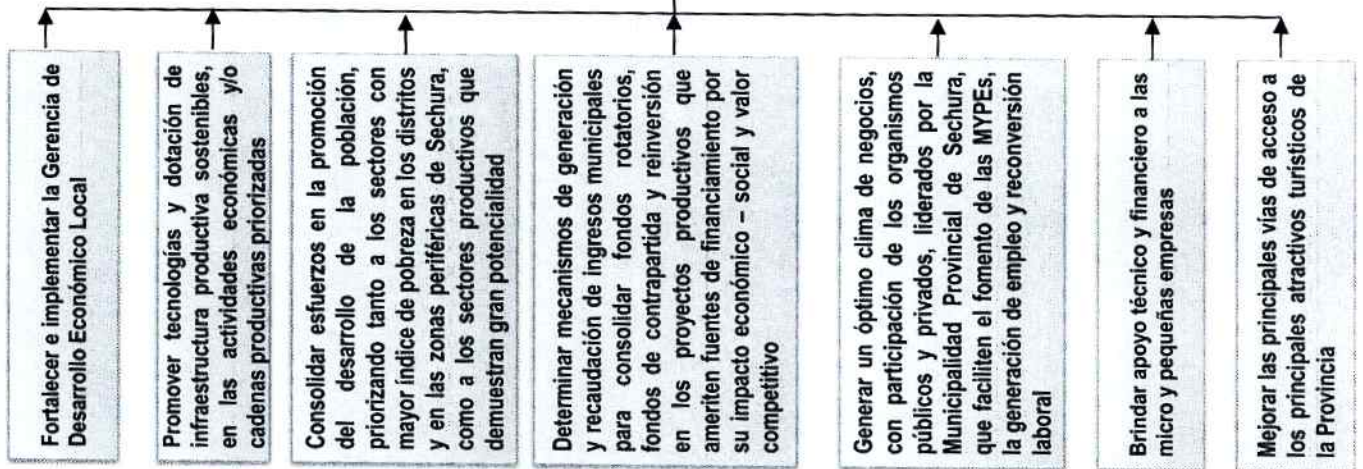 Fortalecer e implementar la Gerencia de
Desarrollo Económico Local
Promover tecnologías y dotación de
infraestructura productiva sostenibles,
en las actividades económicas y/o
cadenas productivas priorizadas
Consolidar esfuerzos en la promoción
del desarrollo de la población,
priorizando tanto a los sectores con
mayor índice de pobreza en los distritos
y en las zonas periféricas de Sechura,
como a los sectores productivos que
demuestran gran potencialidad
Determinar mecanismos de generación
y recaudación de ingresos municipales
para consolidar fondos rotatorios,
fondos de contrapartida y reinversión
en los proyectos productivos que
ameriten fuentes de financiamiento por
su impacto económico – social y valor
competitivo
Generar un óptimo clima de negocios,
con participación de los organismos
públicos y privados, liderados por la
Municipalidad Provincial de Sechura,
que faciliten el fomento de las MYPEs,
la generación de empleo y reconversión
laboral
Brindar apoyo técnico y financiero a las
micro y pequeñas empresas
Mejorar las principales vías de acceso a
los principales atractivos turísticos de
la Provincia